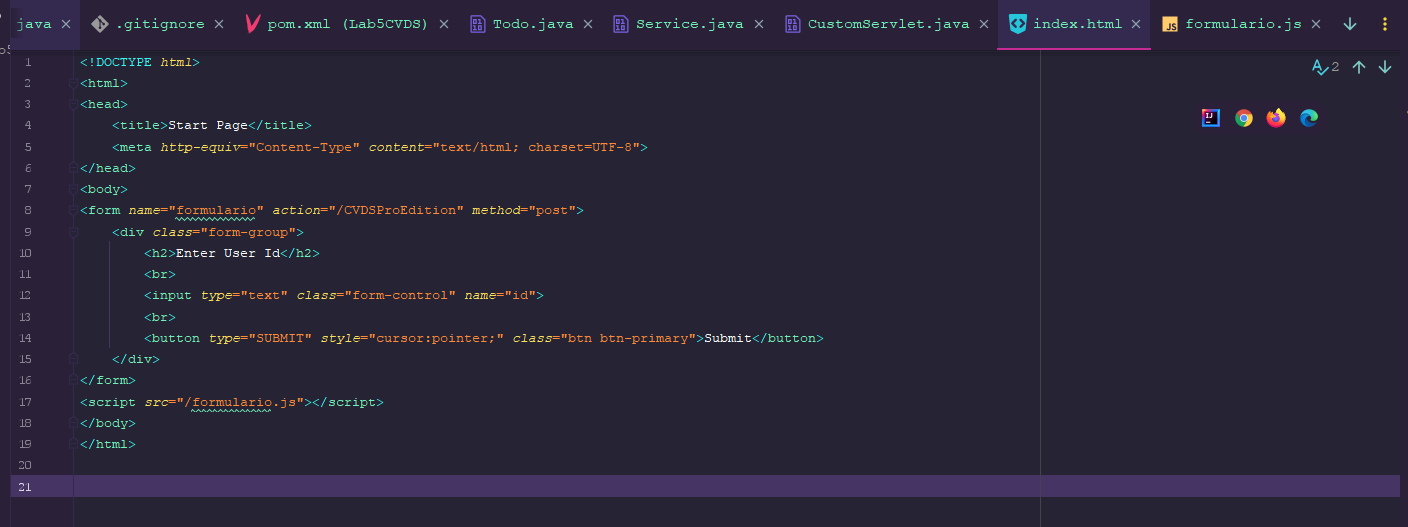 java .gitignore pom.xml (Lab5CVDS) Todo.java Service.java CustomServlet.java index.html JS formulario.js
2
1 <!DOCTYPE html>
2 <html>
3 <head>
4 <title>Start Page</title>
5 <meta http-equiv="Content-Type" content="text/html; charset=UTF-8">
6 </head>
7 <body>
8 <form name="formulario" action="/CVDSProEdition" method="post">
9 <div class="form-group">
10 <h2>Enter User Id</h2>
11 <br>
12 <input type="text" class="form-control" name="id">
13 <br>
14 <button type="SUBMIT" style="cursor:pointer;" class="btn btn-primary">Submit</button>
15 </div>
16 </form>
17 <script src="/formulario.js"></script>
18 </body>
19 </html>
20
21